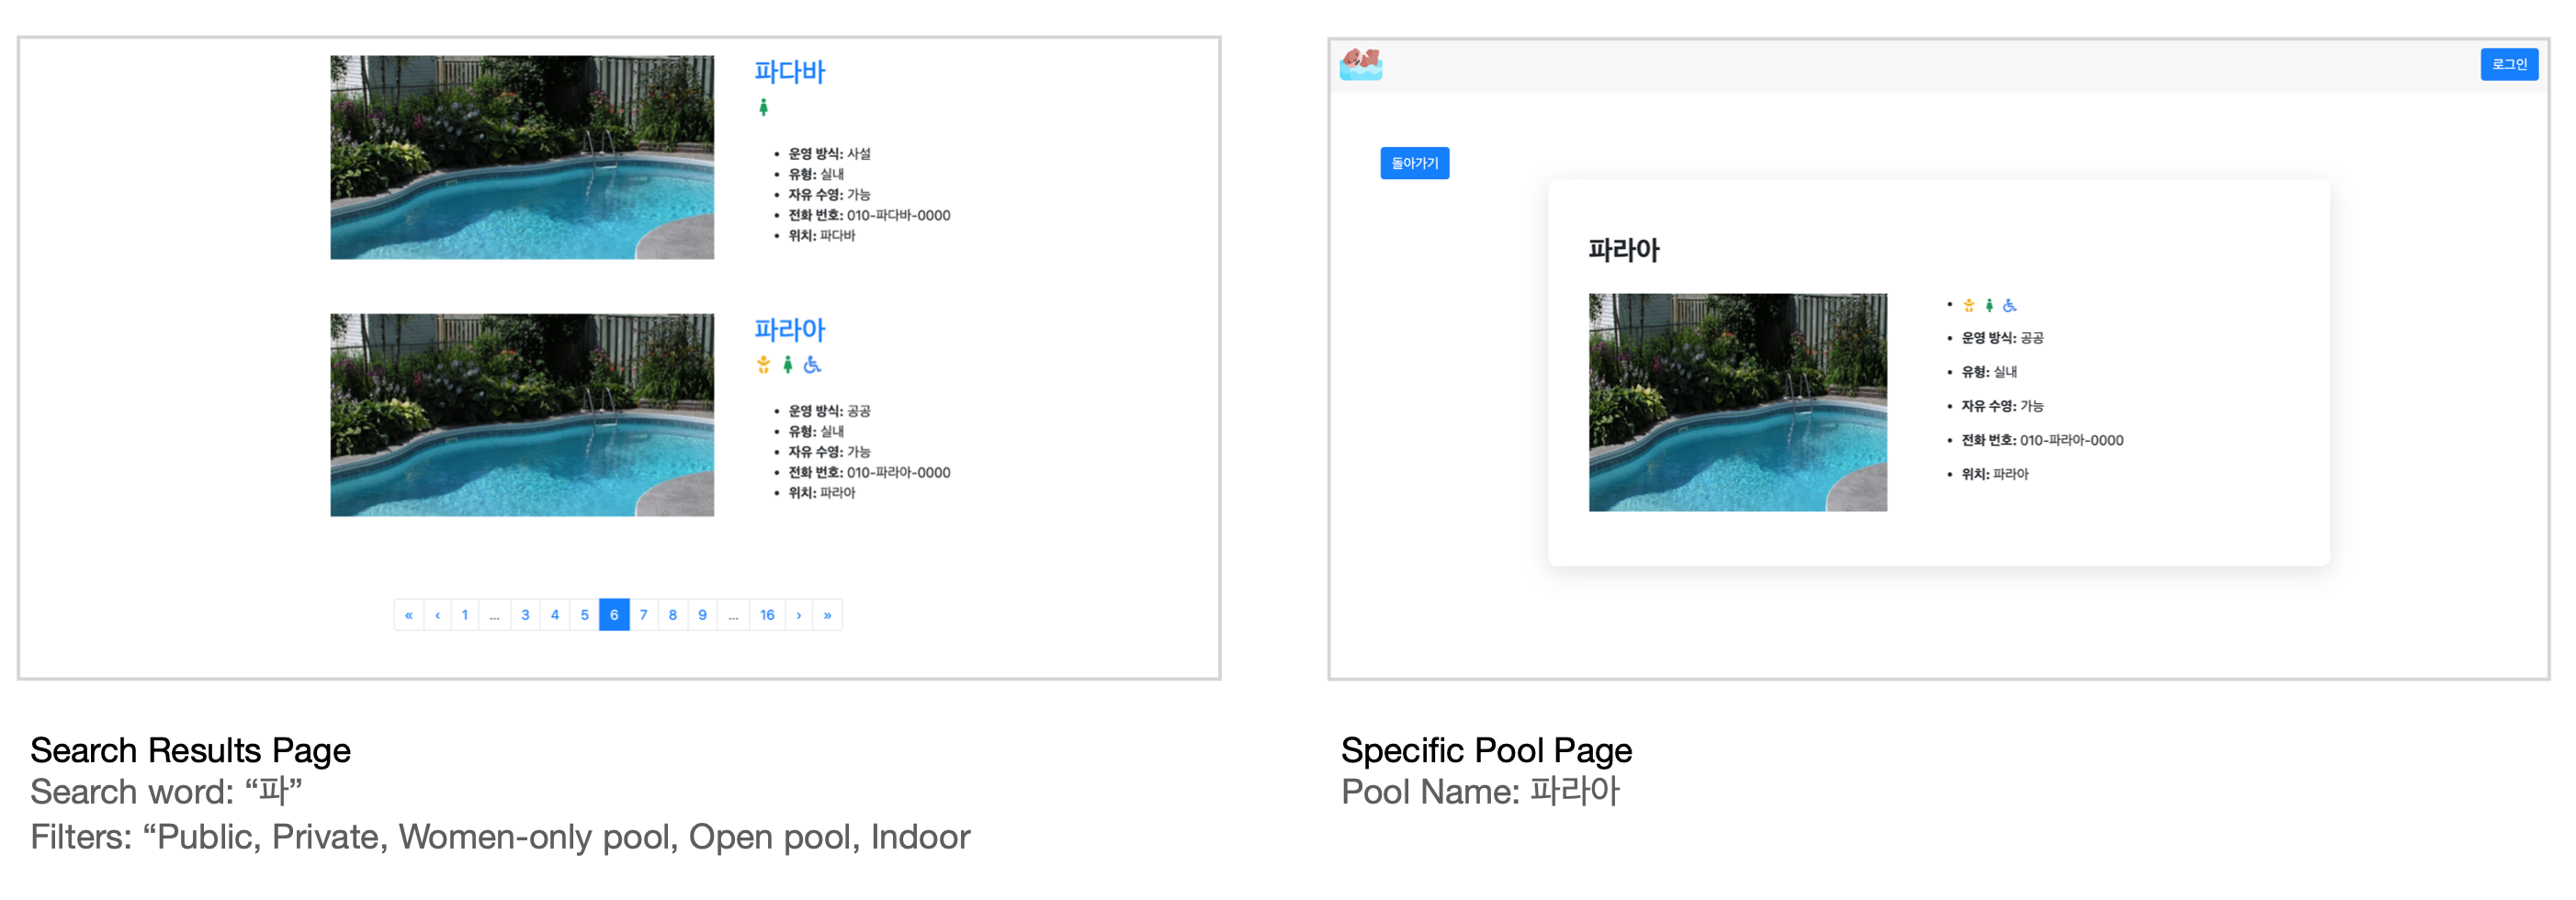 파다바
• 운영 방식: 사설
• 유형: 실내
• 자유 수영: 가능
• 전화 번호: 010-파다바-0000
• 위치: 파다바
파라아
• 운영 방식: 공공
• 유형: 실내
• 자유 수영: 가능
• 전화 번호: 010-파라아-0000
• 위치: 파라아
« ‹ 1 ... 3 4 5 6 7 8 9 ... 16 › »
Search Results Page
Search word: “파”
Filters: “Public, Private, Women-only pool, Open pool, Indoor
로그인
돌아가기
파라아
•
• 운영 방식: 공공
• 유형: 실내
• 자유 수영: 가능
• 전화 번호: 010-파라아-0000
• 위치: 파라아
Specific Pool Page
Pool Name: 파라아